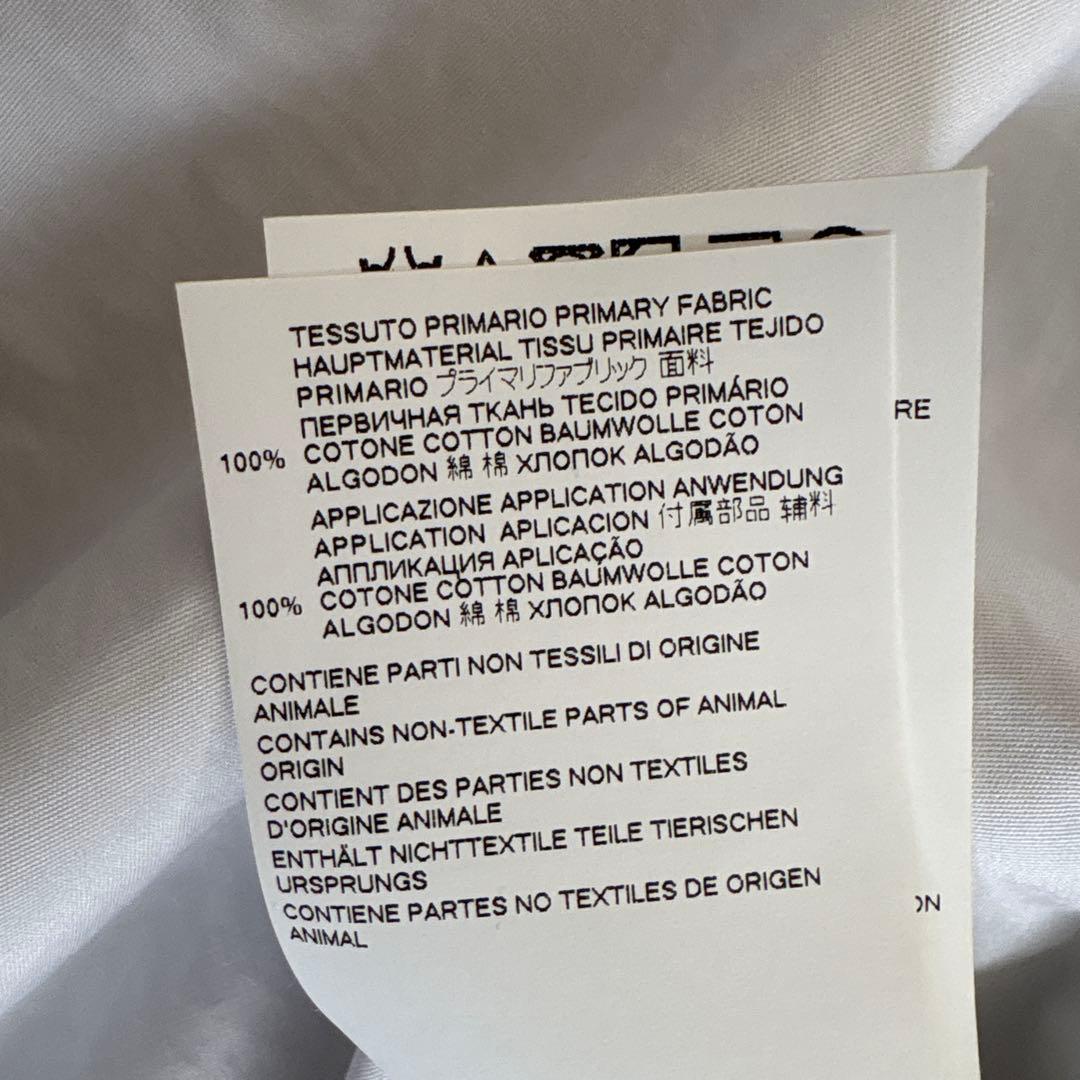 TESSUTO PRIMARIO PRIMARY FABRIC
HAUPTMATERIAL TISSU PRIMAIRE TEJIDO
PRIMARIO プライマリファブリック 面料
ПЕРВИЧНАЯ ТКАНЬ TECIDO PRIMÁRIO
100% COTONE COTTON BAUMWOLLE COTON
ALGODON 綿 棉 ХЛОПОК ALGODÃO
APPLICAZIONE APPLICATION ANWENDUNG
APPLICATION APLICACION 付属部品 辅料
АППЛИКАЦИЯ APLICAÇÃO
100% COTONE COTTON BAUMWOLLE COTON
ALGODON 綿 棉 ХЛОПОК ALGODÃO
CONTIENE PARTI NON TESSILI DI ORIGINE
ANIMALE
CONTAINS NON-TEXTILE PARTS OF ANIMAL
ORIGIN
CONTIENT DES PARTIES NON TEXTILES
D'ORIGINE ANIMALE
ENTHÄLT NICHTTEXTILE TEILE TIERISCHEN
URSPRUNGS
CONTIENE PARTES NO TEXTILES DE ORIGEN
ANIMAL
RE